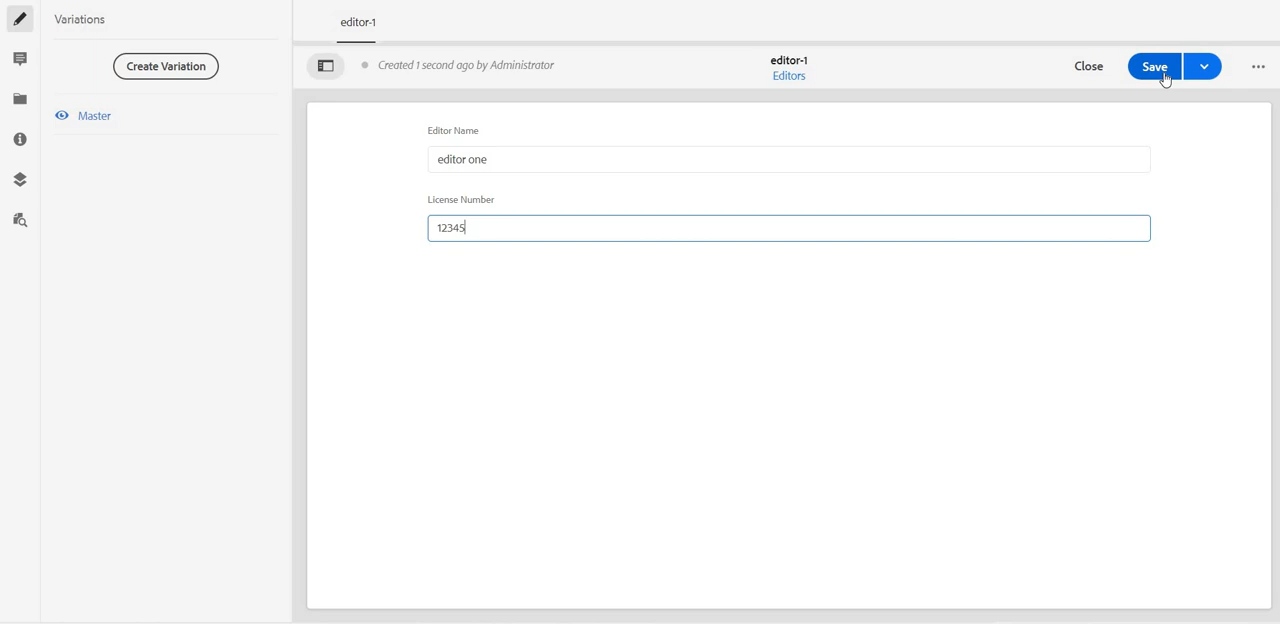 Variations
Create Variation
Master
editor-1
Created 1 second ago by Administrator
editor-1
Editors
Close
Save
Editor Name
editor one
License Number
12345